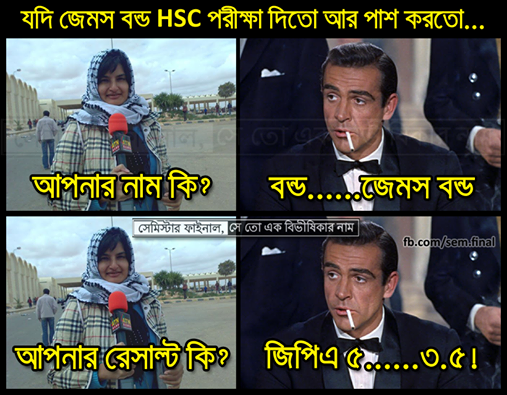 যদি জেমস বন্ড HSC পরীক্ষা দিতো আর পাশ করতো...
আপনার নাম কি?
বন্ড......জেমস বন্ড
সেমিস্টার ফাইনাল, সে তো এক বিভীষিকার নাম
fb.com/sem.final
আপনার রেসাল্ট কি?
জিপিএ ৫......৩.৫!